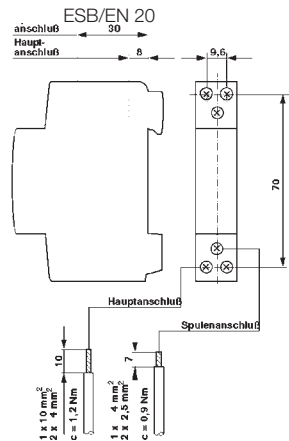 ESB/EN 20
anschluß 30
Haupt-
anschluß 8
9,6
70
Hauptanschluß
Spulenanschluß
10
7
1 x 10 mm²
2 x 4 mm²
c = 1,2 Nm
1 x 4 mm²
2 x 2,5 mm²
c = 0,9 Nm